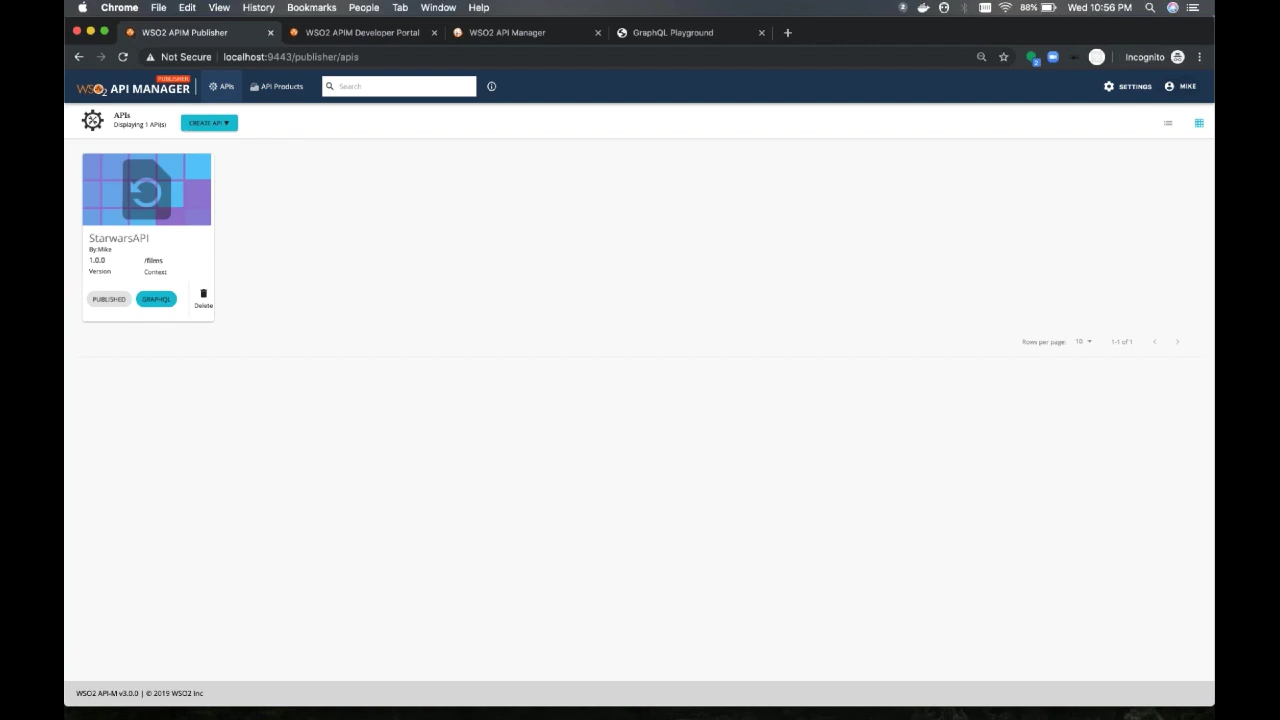 Chrome File Edit View History Bookmarks People Tab Window Help 88% Wed 10:56 PM
WSO2 APIM Publisher WSO2 APIM Developer Portal WSO2 API Manager GraphQL Playground
Not Secure localhost:9443/publisher/apis Incognito
PUBLISHER
WSO2 API MANAGER APIs API Products Search SETTINGS MIKE
APIs
Displaying 1 API(s) CREATE API
StarwarsAPI
By:Mike
1.0.0 /films
Version Context
PUBLISHED GRAPHQL Delete
Rows per page: 10 1-1 of 1
WSO2 API-M v3.0.0 | © 2019 WSO2 Inc